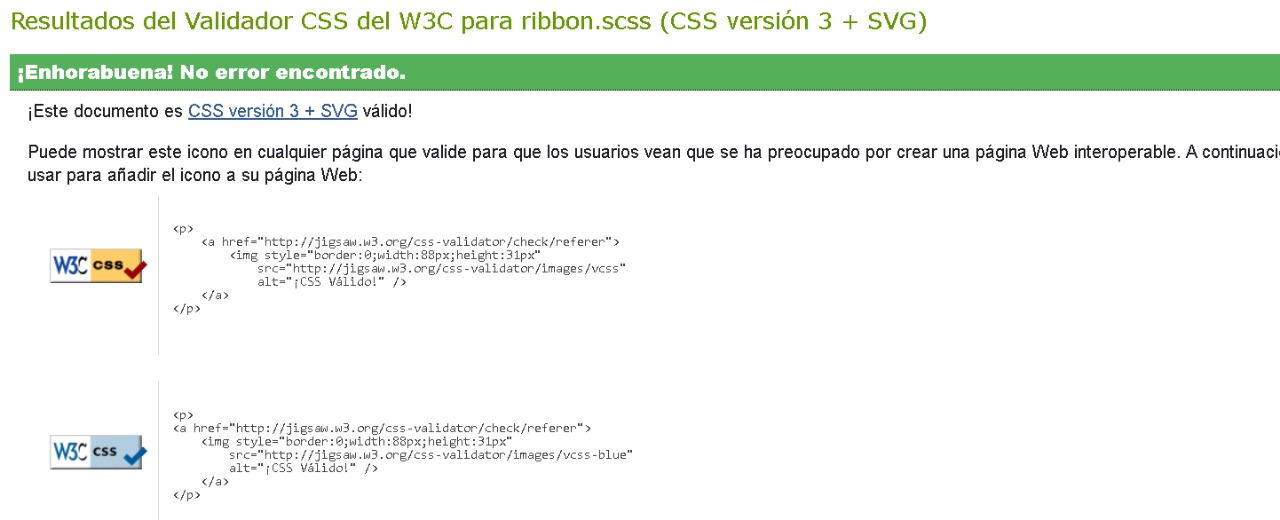 Resultados del Validador CSS del W3C para ribbon.scss (CSS versión 3 + SVG)
¡Enhorabuena! No error encontrado.
¡Este documento es CSS versión 3 + SVG válido!
Puede mostrar este icono en cualquier página que valide para que los usuarios vean que se ha preocupado por crear una página Web interoperable. A continuaci
usar para añadir el icono a su página Web:
<p>
<a href="http://jigsaw.w3.org/css-validator/check/referer">
<img style="border:0;width:88px;height:31px"
src="http://jigsaw.w3.org/css-validator/images/vcss"
alt="¡CSS Válido!" />
</a>
</p>
W3C css
<p>
<a href="http://jigsaw.w3.org/css-validator/check/referer">
<img style="border:0;width:88px;height:31px"
src="http://jigsaw.w3.org/css-validator/images/vcss-blue"
alt="¡CSS Válido!" />
</a>
</p>
W3C css